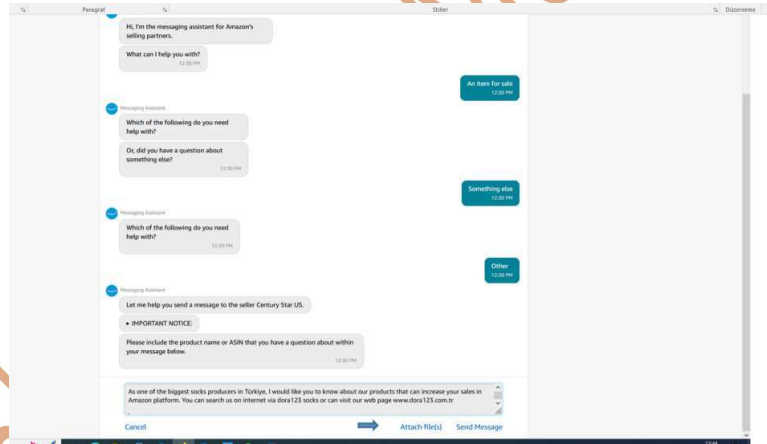 Paragraf
Stiller
Düzenleme
Hi, I'm the messaging assistant for Amazon's
selling partners.
What can I help you with?
12:50 PM
An item for sale
12:50 PM
Messaging Assistant
Which of the following do you need
help with?
Or, did you have a question about
something else?
12:50 PM
Something else
12:50 PM
Messaging Assistant
Which of the following do you need
help with?
12:50 PM
Other
12:50 PM
Messaging Assistant
Let me help you send a message to the seller Century Star US.
▸ IMPORTANT NOTICE:
Please include the product name or ASIN that you have a question about within
your message below.
12:50 PM
As one of the biggest socks producers in Türkiye, I would like you to know about our products that can increase your sales in
Amazon platform. You can search us on internet via dora123 socks or can visit our web page www.dora123.com.tr
Cancel
Attach file(s)
Send Message